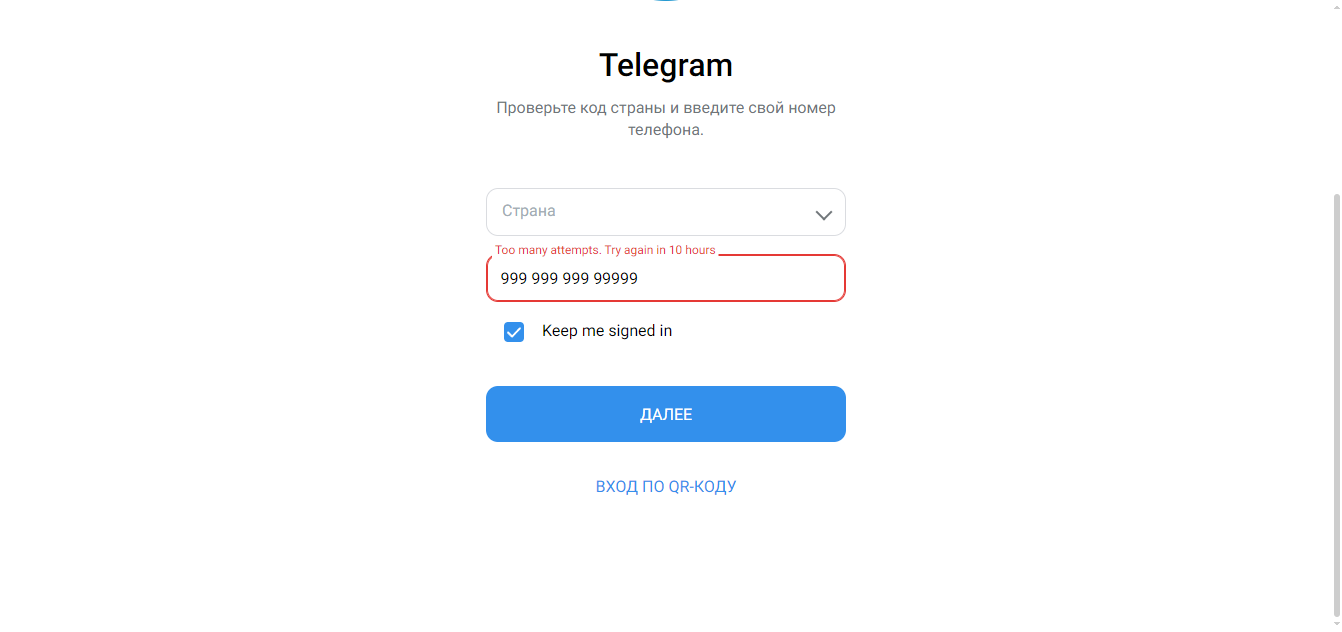 Telegram
Проверьте код страны и введите свой номер
телефона.
Страна
Too many attempts. Try again in 10 hours
999 999 999 99999
Keep me signed in
ДАЛЕЕ
ВХОД ПО QR-КОДУ